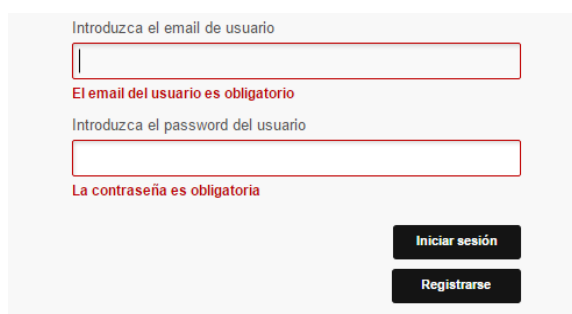 Introduzca el email de usuario
El email del usuario es obligatorio
Introduzca el password del usuario
La contraseña es obligatoria
Iniciar sesión
Registrarse